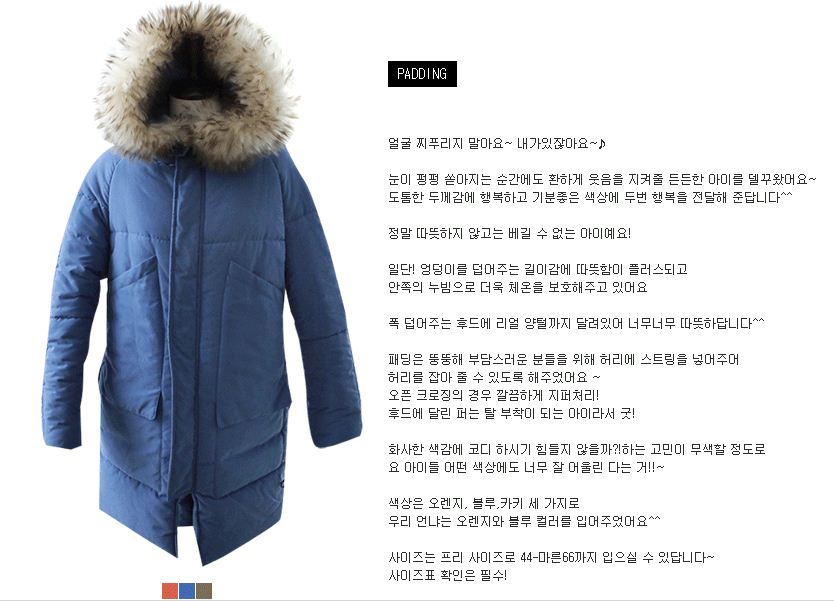 PADDING
얼굴 찌푸리지 말아요~ 내가있잖아요~♪
눈이 펑펑 쏟아지는 순간에도 환하게 웃음을 지켜줄 든든한 아이를 델꾸왔어요~
도톰한 두께감에 행복하고 기분좋은 색상에 두번 행복을 전달해 준답니다^^
정말 따뜻하지 않고는 베길 수 없는 아이예요!
일단! 엉덩이를 덮어주는 길이감에 따뜻함이 플러스되고
안쪽의 누빔으로 더욱 체온을 보호해주고 있어요
폭 덮어주는 후드에 리얼 양털까지 달려있어 너무너무 따뜻하답니다^^
패딩은 뚱뚱해 부담스러운 분들을 위해 허리에 스트링을 넣어주어
허리를 잡아 줄 수 있도록 해주었어요 ~
오픈 크로징의 경우 깔끔하게 지퍼처리!
후드에 달린 퍼는 탈 부착이 되는 아이라서 굿!
화사한 색감에 코디 하시기 힘들지 않을까?!하는 고민이 무색할 정도로
요 아이들 어떤 색상에도 너무 잘 어울린 다는 거!!~
색상은 오렌지, 블루,카키 세 가지로
우리 언냐는 오렌지와 블루 컬러를 입어주었어요^^
사이즈는 프리 사이즈로 44-마른66까지 입으실 수 있답니다~
사이즈표 확인은 필수!